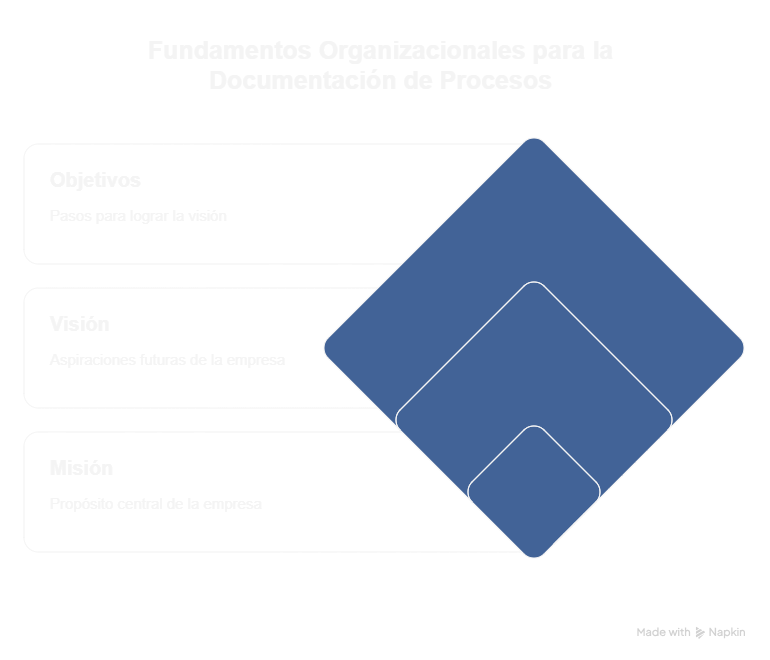 Fundamentos Organizacionales para la
Documentación de Procesos
Objetivos
Pasos para lograr la visión
Visión
Aspiraciones futuras de la empresa
Misión
Propósito central de la empresa
Made with Napkin